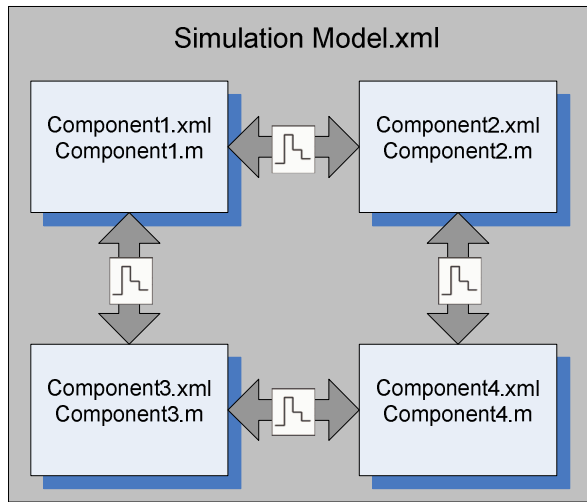 Simulation Model.xml
Component1.xml
Component1.m
Component2.xml
Component2.m
Component3.xml
Component3.m
Component4.xml
Component4.m